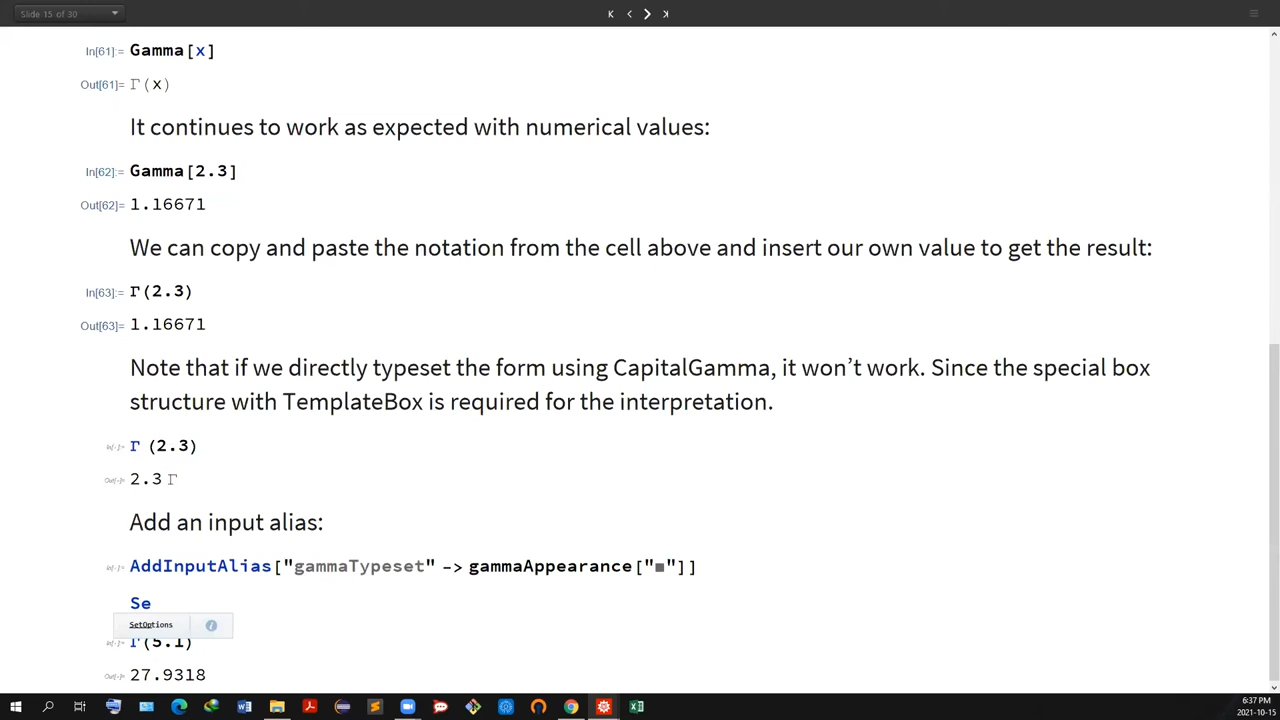 Slide 15 of 30
In[61]:= Gamma[x]
Out[61]= Γ(x)
It continues to work as expected with numerical values:
In[62]:= Gamma[2.3]
Out[62]= 1.16671
We can copy and paste the notation from the cell above and insert our own value to get the result:
In[63]:= Γ(2.3)
Out[63]= 1.16671
Note that if we directly typeset the form using CapitalGamma, it won’t work. Since the special box
structure with TemplateBox is required for the interpretation.
In[-]:= Γ (2.3)
Out[-]= 2.3 Γ
Add an input alias:
In[-]:= AddInputAlias["gammaTypeset" -> gammaAppearance["■"]]
Se
SetOptions
In[-]:= Γ(5.1)
Out[-]= 27.9318
6:37 PM
2021-10-15